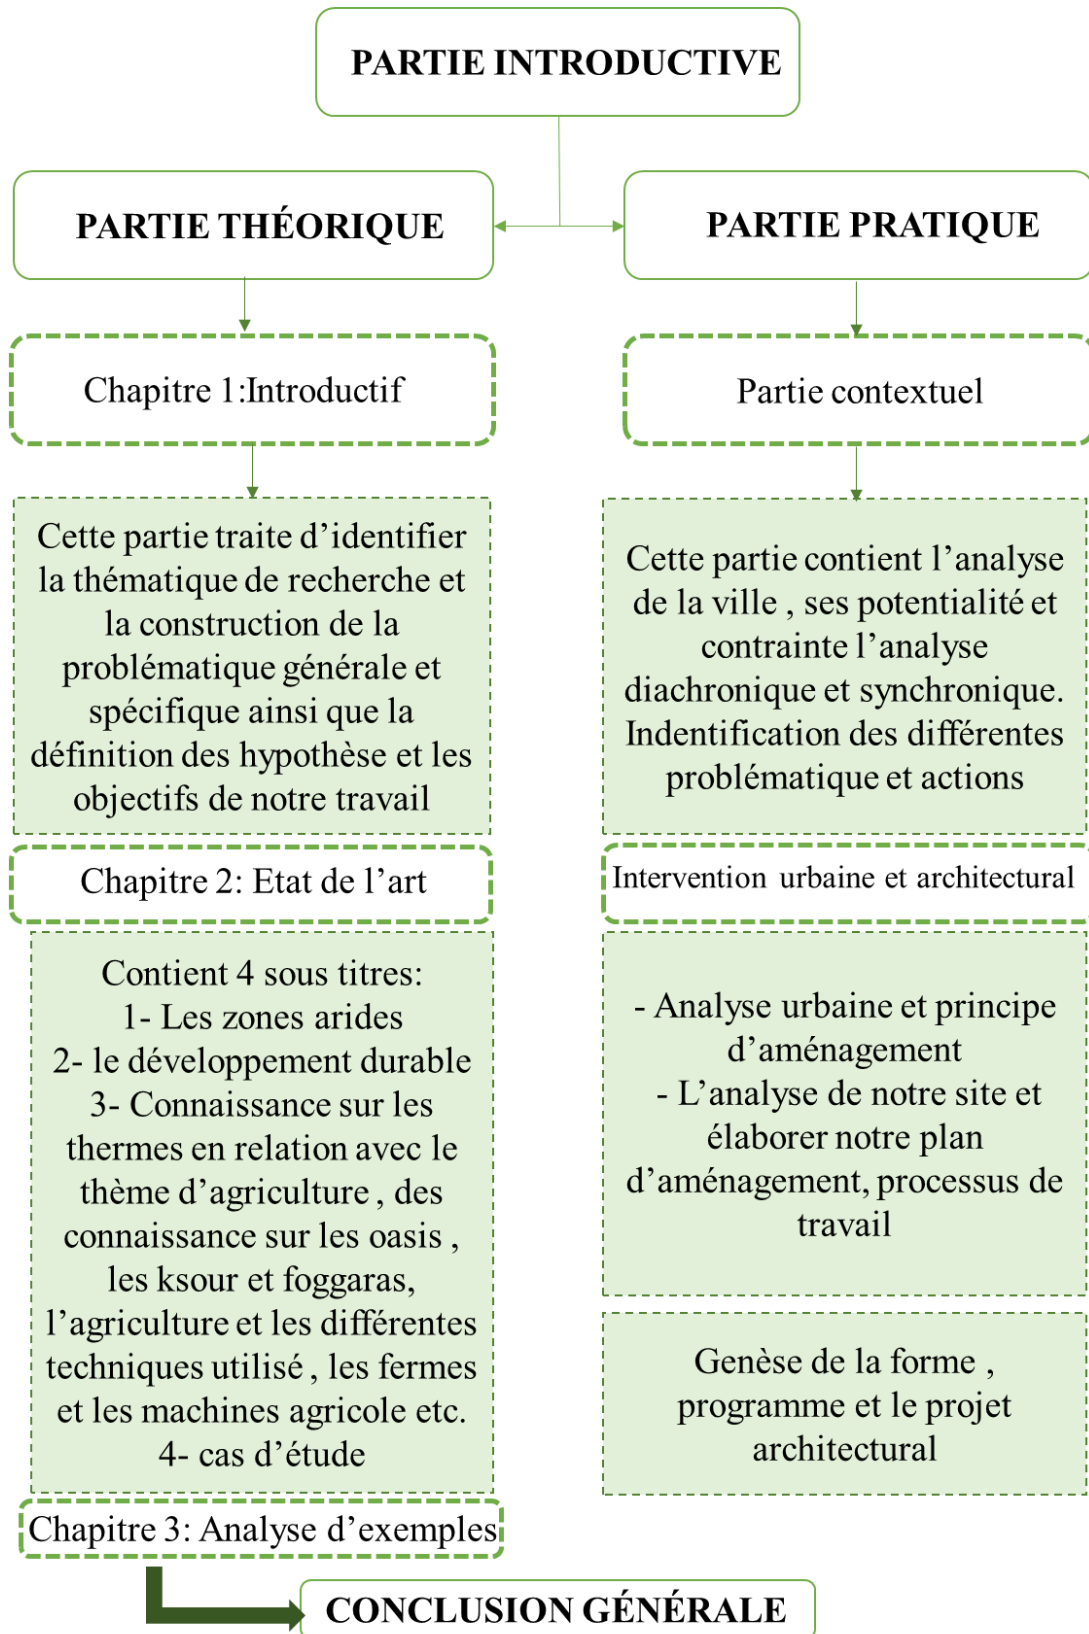 PARTIE INTRODUCTIVE
PARTIE THÉORIQUE
Chapitre 1:Introductif
Cette partie traite d’identifier
la thématique de recherche et
la construction de la
problématique générale et
spécifique ainsi que la
définition des hypothèse et les
objectifs de notre travail
Chapitre 2: Etat de l’art
Contient 4 sous titres:
1- Les zones arides
2- le développement durable
3- Connaissance sur les
thermes en relation avec le
thème d’agriculture , des
connaissance sur les oasis ,
les ksour et foggaras,
l’agriculture et les différentes
techniques utilisé , les fermes
et les machines agricole etc.
4- cas d’étude
Chapitre 3: Analyse d’exemples
PARTIE PRATIQUE
Partie contextuel
Cette partie contient l’analyse
de la ville , ses potentialité et
contrainte l’analyse
diachronique et synchronique.
Indentification des différentes
problématique et actions
Intervention urbaine et architectural
- Analyse urbaine et principe
d’aménagement
- L’analyse de notre site et
élaborer notre plan
d’aménagement, processus de
travail
Genèse de la forme ,
programme et le projet
architectural
CONCLUSION GÉNÉRALE